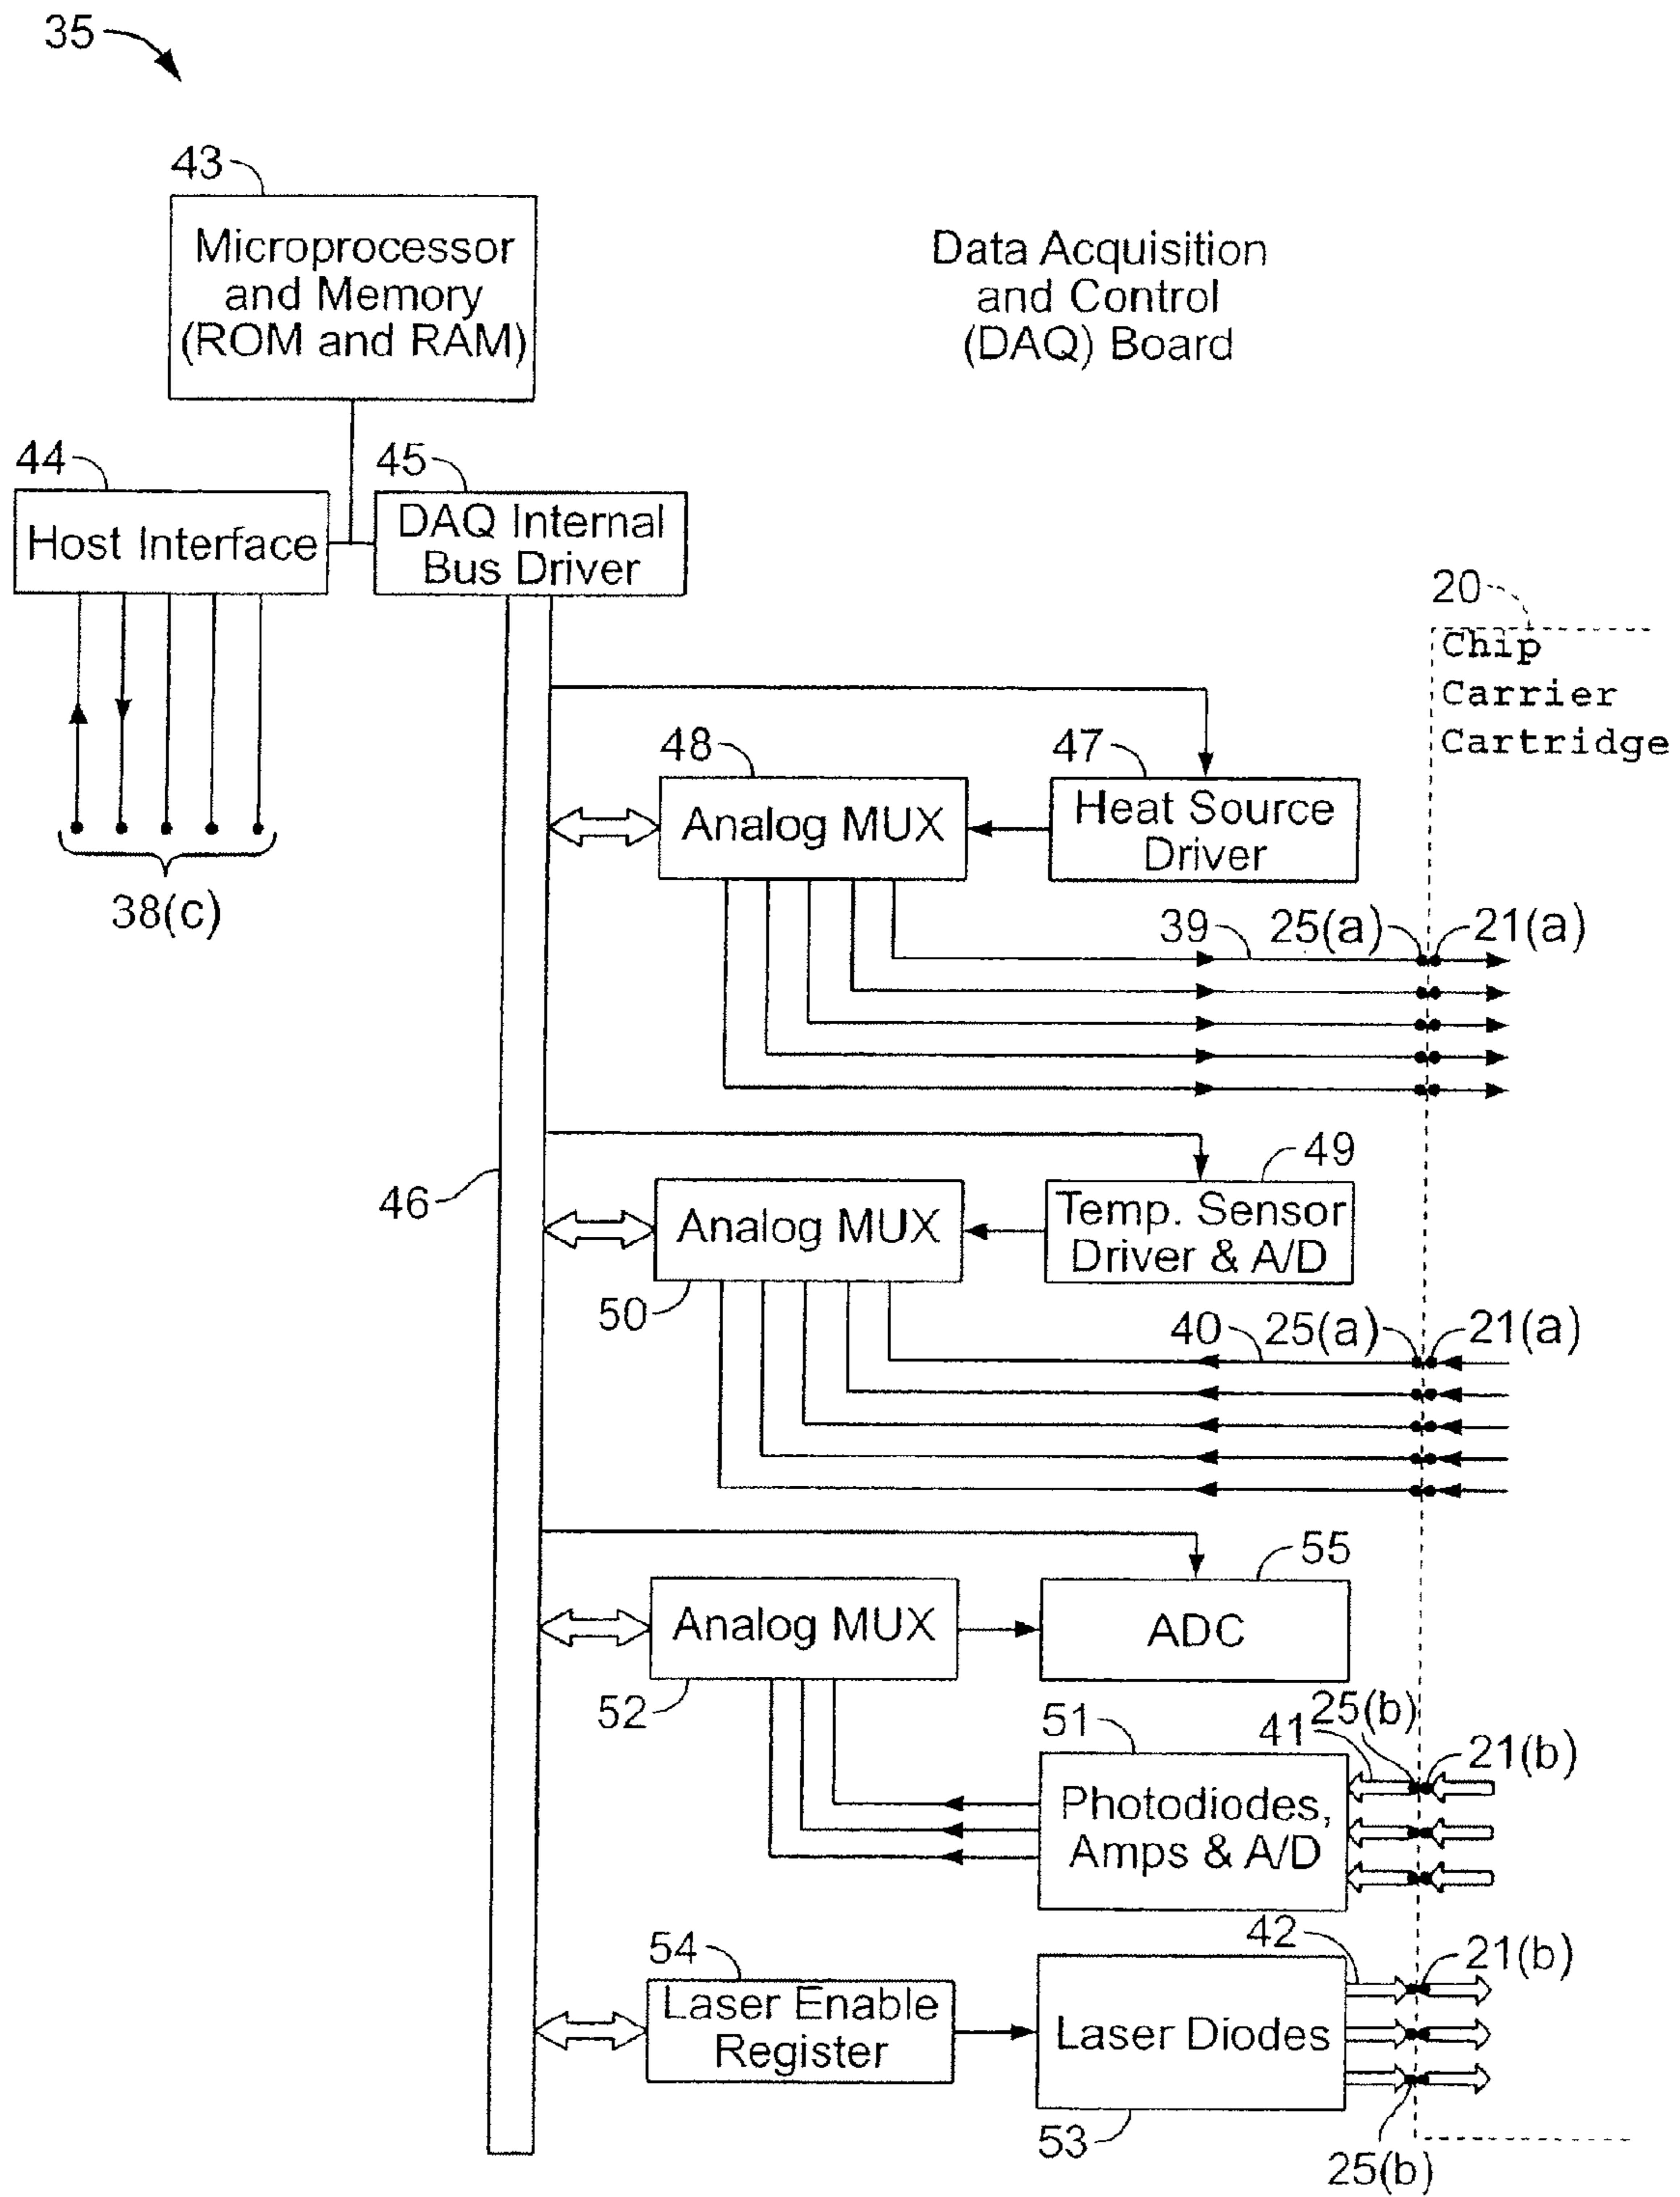 35
43
Microprocessor
and Memory
(ROM and RAM)
Data Acquisition
and Control
(DAQ) Board
44
Host Interface
45
DAQ Internal
Bus Driver
38(c)
20
Chip
Carrier
Cartridge
48
Analog MUX
47
Heat Source
Driver
39
25(a)
21(a)
46
49
Temp. Sensor
Driver & A/D
Analog MUX
50
40
25(a)
21(a)
55
ADC
Analog MUX
52
51
Photodiodes,
Amps & A/D
41
25(b)
21(b)
54
Laser Enable
Register
42
21(b)
Laser Diodes
53
25(b)